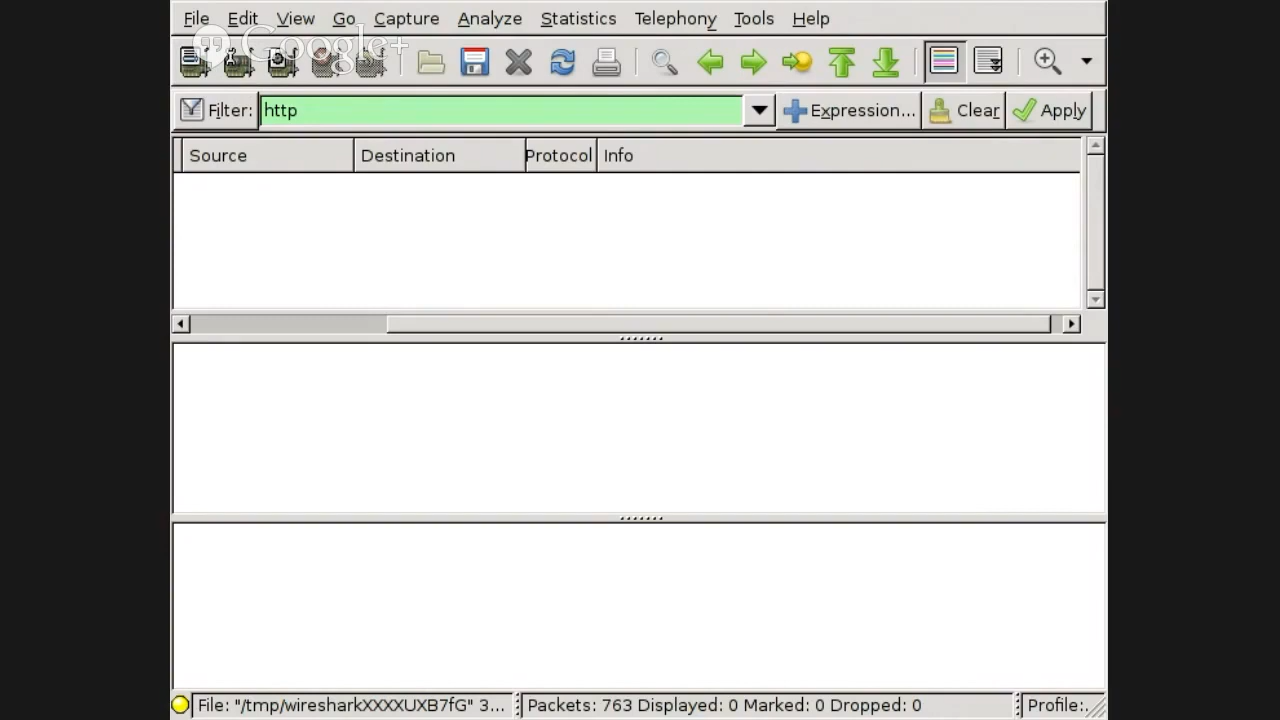 File Edit View Go Capture Analyze Statistics Telephony Tools Help
Google+
Filter: http Expression... Clear Apply
Source Destination Protocol Info
File: "/tmp/wiresharkXXXXUXB7fG" 3... Packets: 763 Displayed: 0 Marked: 0 Dropped: 0 Profile:.